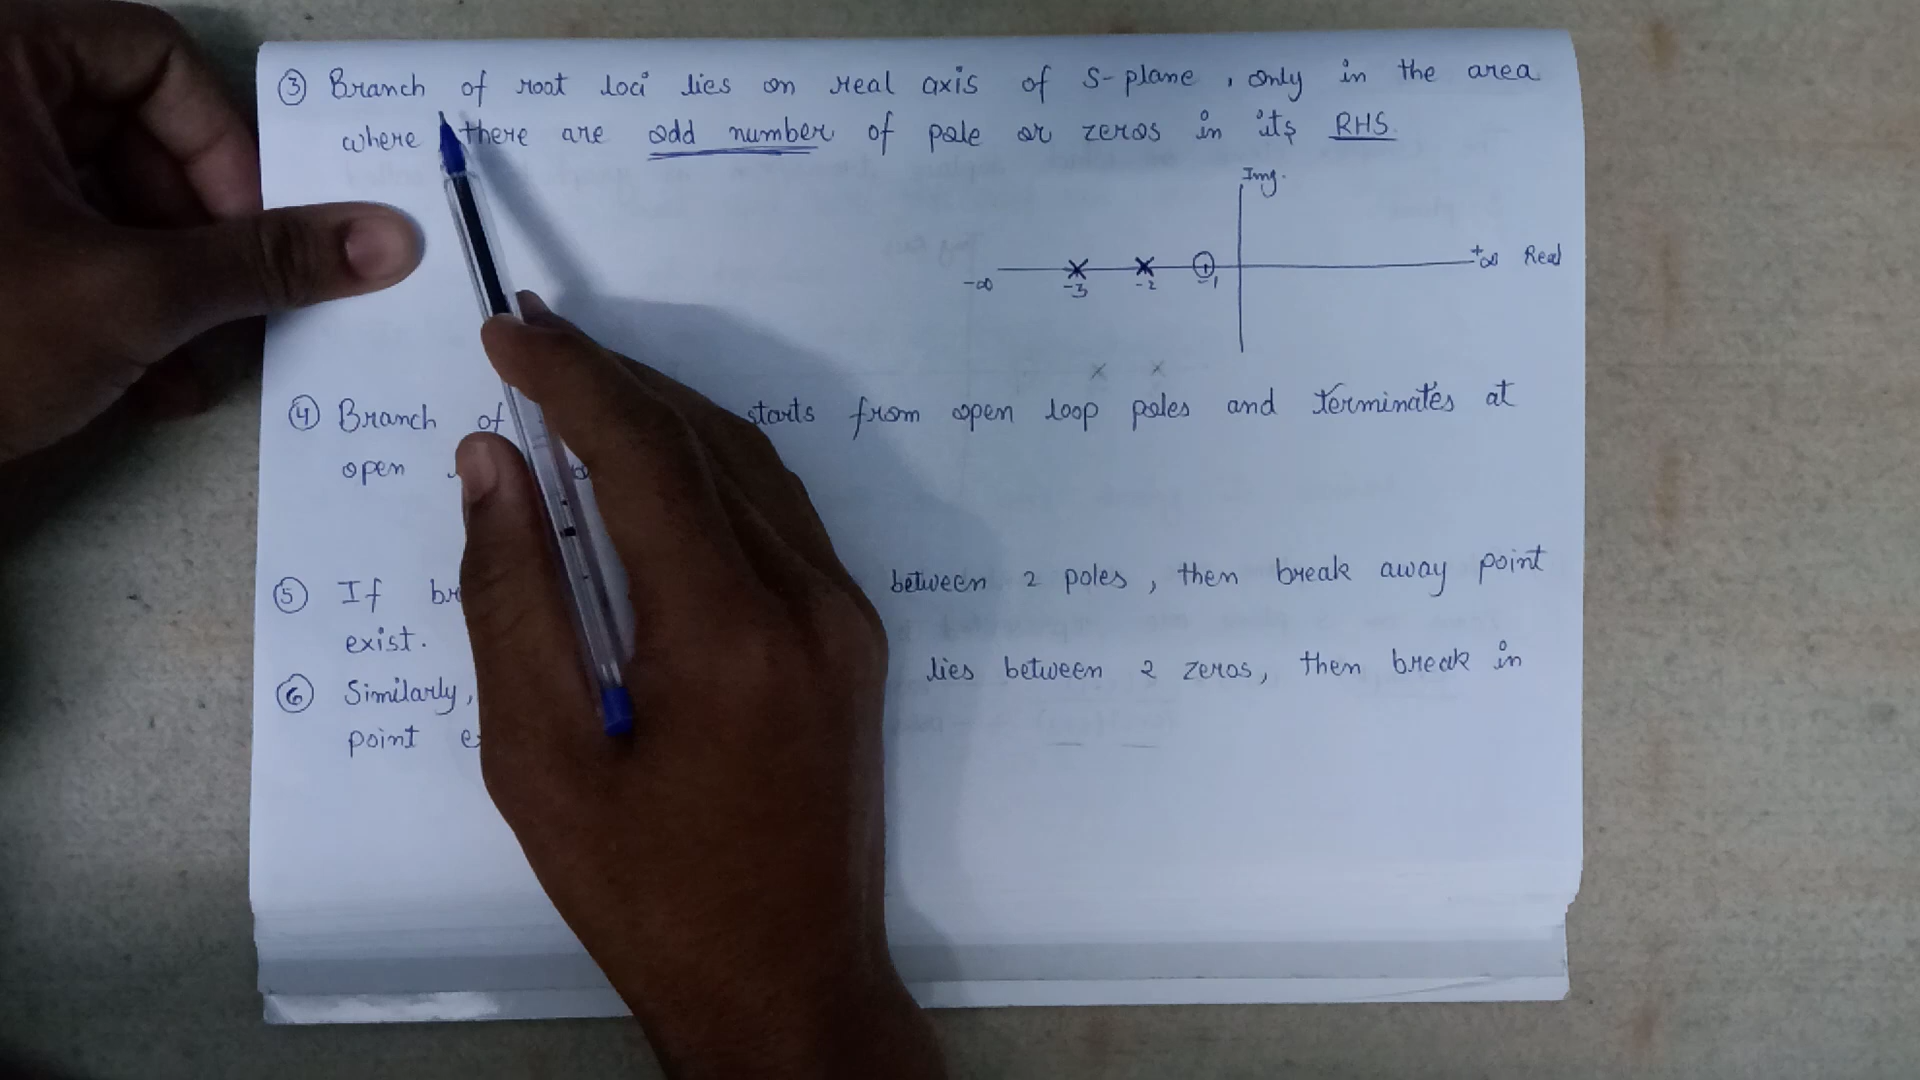 ③ Branch of root loci lies on real axis of S-plane, only in the area
where there are odd number of pole or zeros in its RHS.
Img.
-∞ -3 -2 -1 +∞ Real
④ Branch of starts from open loop poles and terminates at
open
⑤ If between 2 poles, then break away point
exist.
⑥ Similarly, lies between 2 zeros, then break in
point